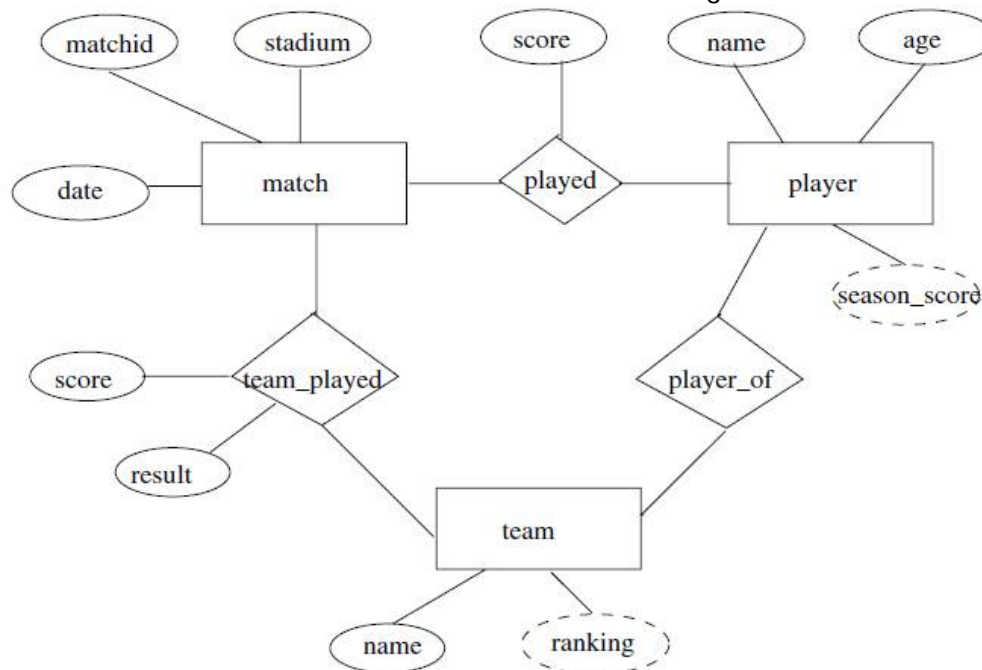 matchid
stadium
score
name
age
date
match
played
player
season_score
score
team_played
player_of
result
team
name
ranking